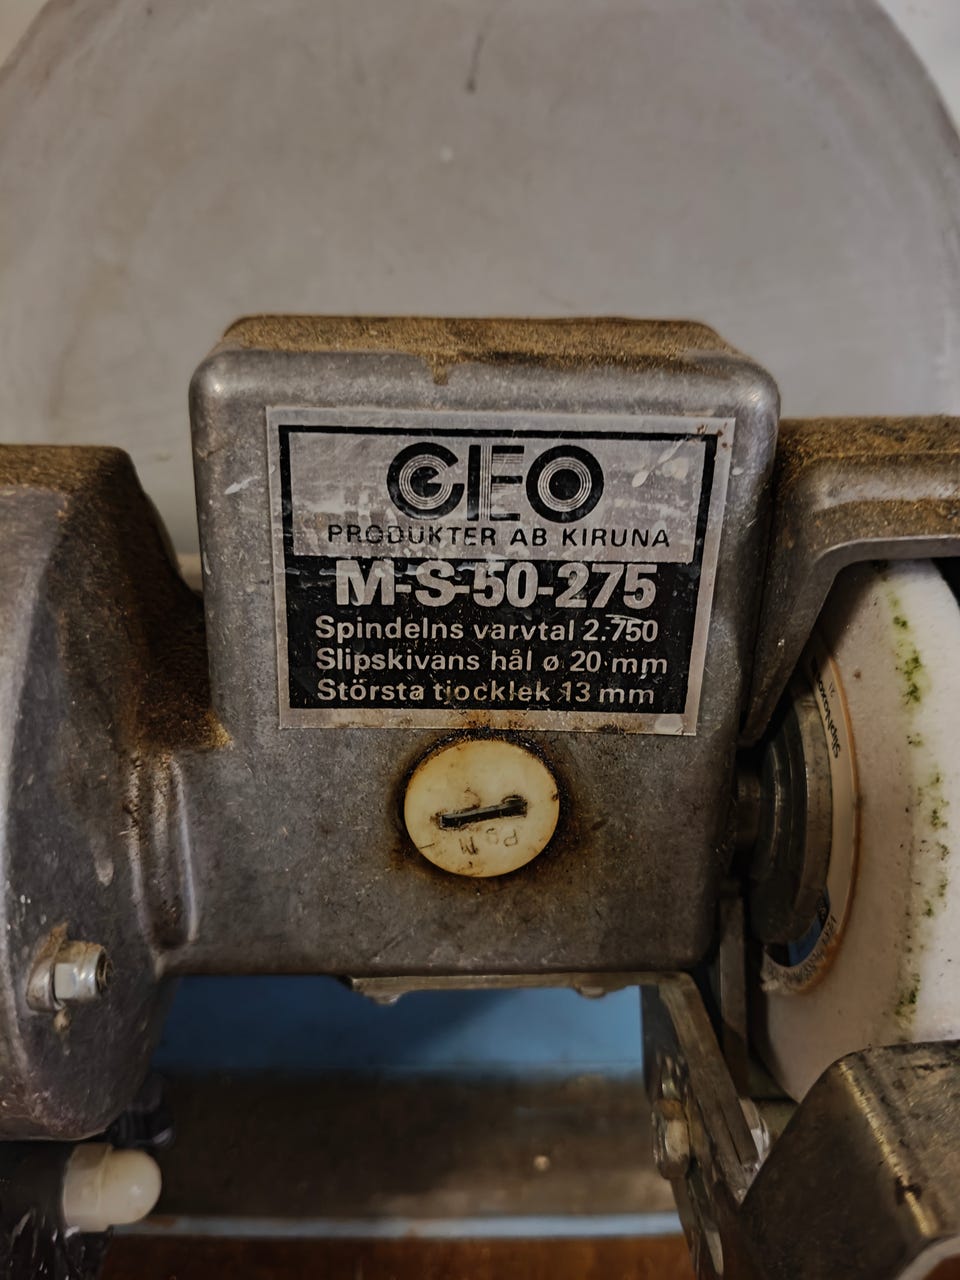 GEO
PRODUKTER AB KIRUNA
M-S-50-275
Spindelns varvtal 2.750
Slipskivans hål ø 20 mm
Största tjocklek 13 mm